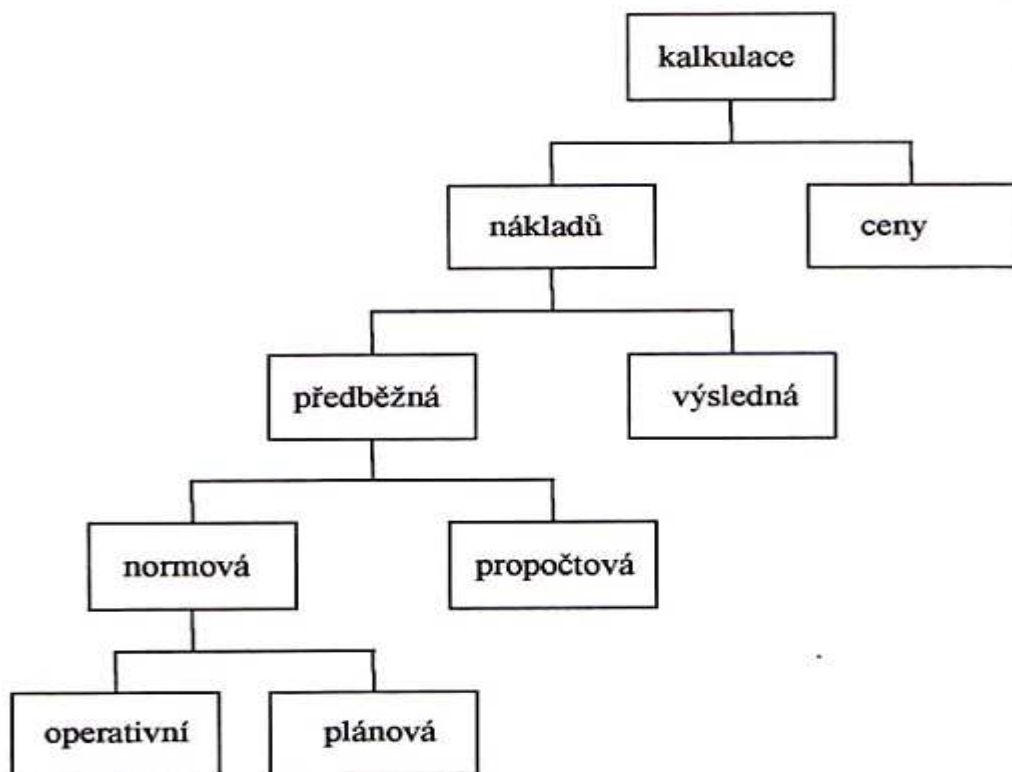 kalkulace
nákladů
ceny
předběžná
výsledná
normová
propočtová
operativní
plánová